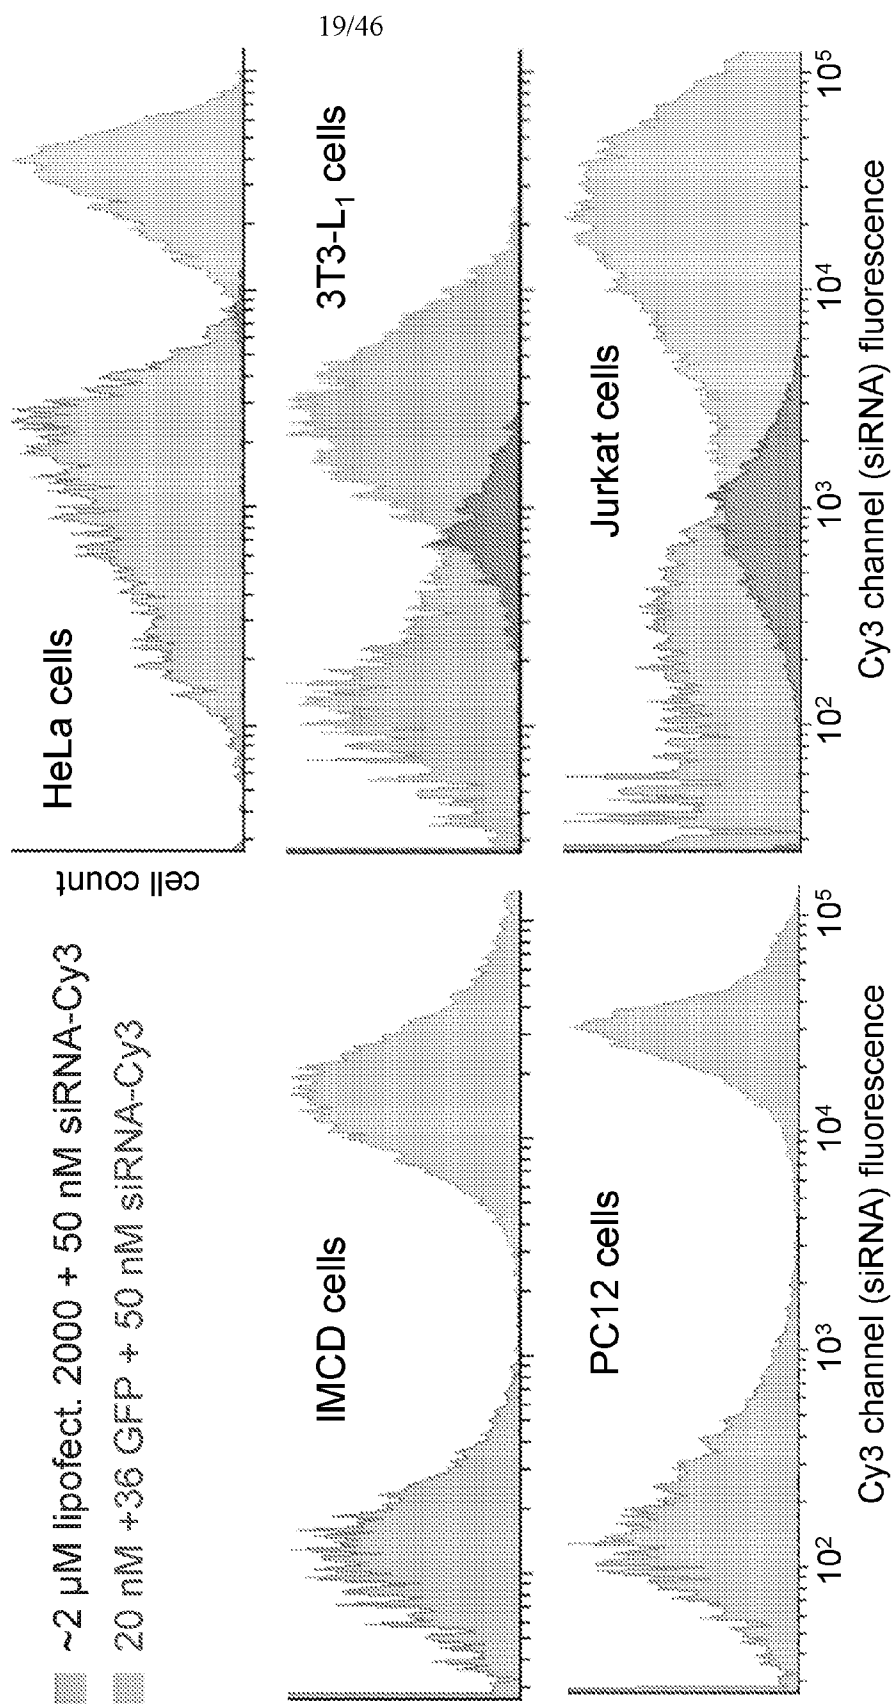 19/46
~2 µM lipofect. 2000 + 50 nM siRNA-Cy3
20 nM +36 GFP + 50 nM siRNA-Cy3
cell count
HeLa cells
IMCD cells
3T3-L₁ cells
PC12 cells
Jurkat cells
10² 10³ 10⁴ 10⁵
Cy3 channel (siRNA) fluorescence
10² 10³ 10⁴ 10⁵
Cy3 channel (siRNA) fluorescence